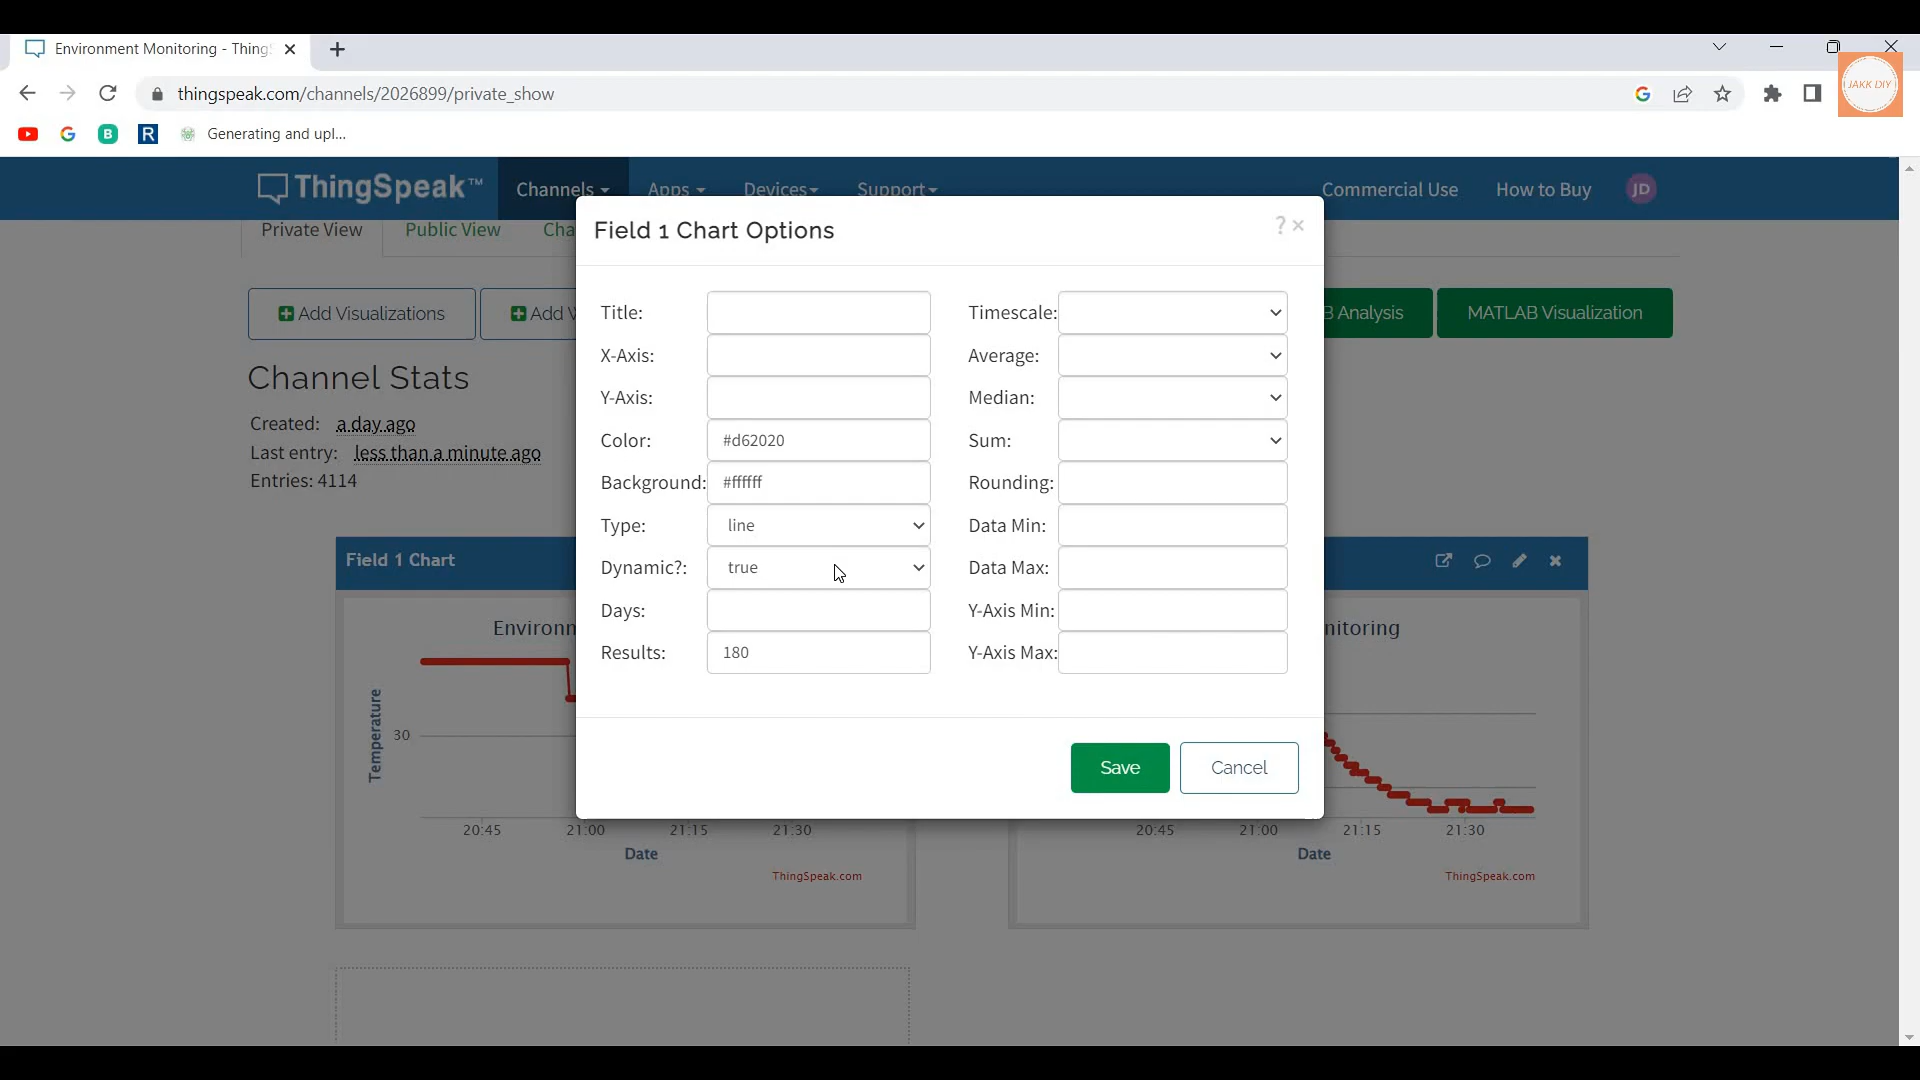 Environment Monitoring - Thing
JAKK DIY
thingspeak.com/channels/2026899/private_show
B
R
Generating and upl...
ThingSpeak™
Channels
Apps
Devices
Support
Commercial Use
How to Buy
JD
Private View
Public View
Cha
Add Visualizations
Add W
B Analysis
MATLAB Visualization
Channel Stats
Created: a day ago
Last entry: less than a minute ago
Entries: 4114
Field 1 Chart Options
?
Title:
X-Axis:
Y-Axis:
Color: #d62020
Background: #ffffff
Type: line
Dynamic?: true
Days:
Results: 180
Timescale:
Average:
Median:
Sum:
Rounding:
Data Min:
Data Max:
Y-Axis Min:
Y-Axis Max:
Save
Cancel
Field 1 Chart
Environm
Temperature
30
20:45 21:00 21:15 21:30
Date
ThingSpeak.com
nitoring
20:45 21:00 21:15 21:30
Date
ThingSpeak.com